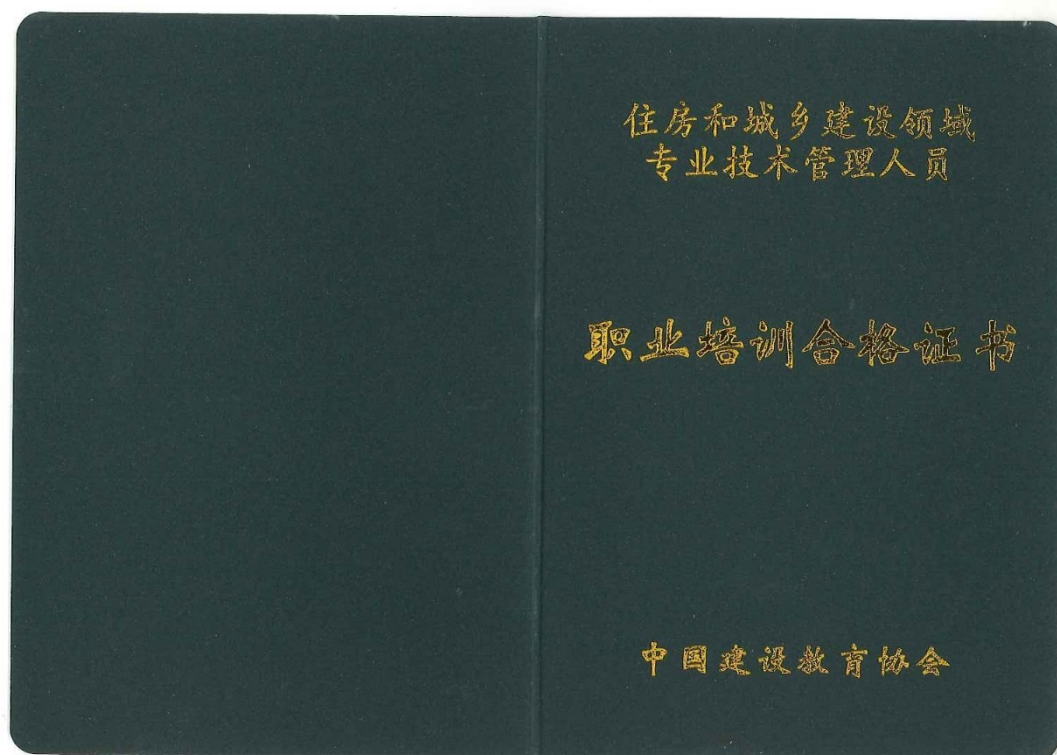 住房和城乡建设领域
专业技术管理人员
职业培训合格证书
中国建设教育协会